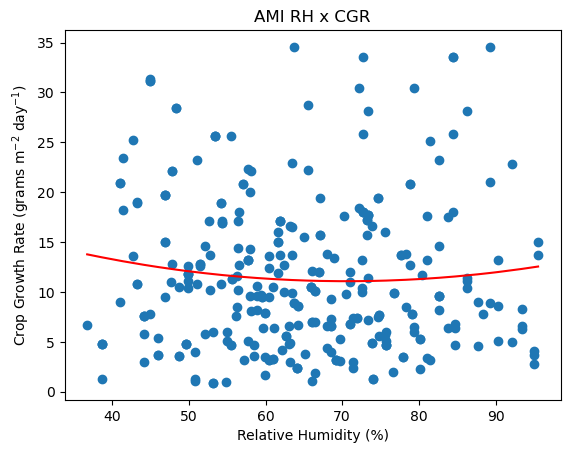 AMI RH x CGR
35
30
25
20
15
10
5
0
Crop Growth Rate (grams m⁻² day⁻¹)
40 50 60 70 80 90
Relative Humidity (%)